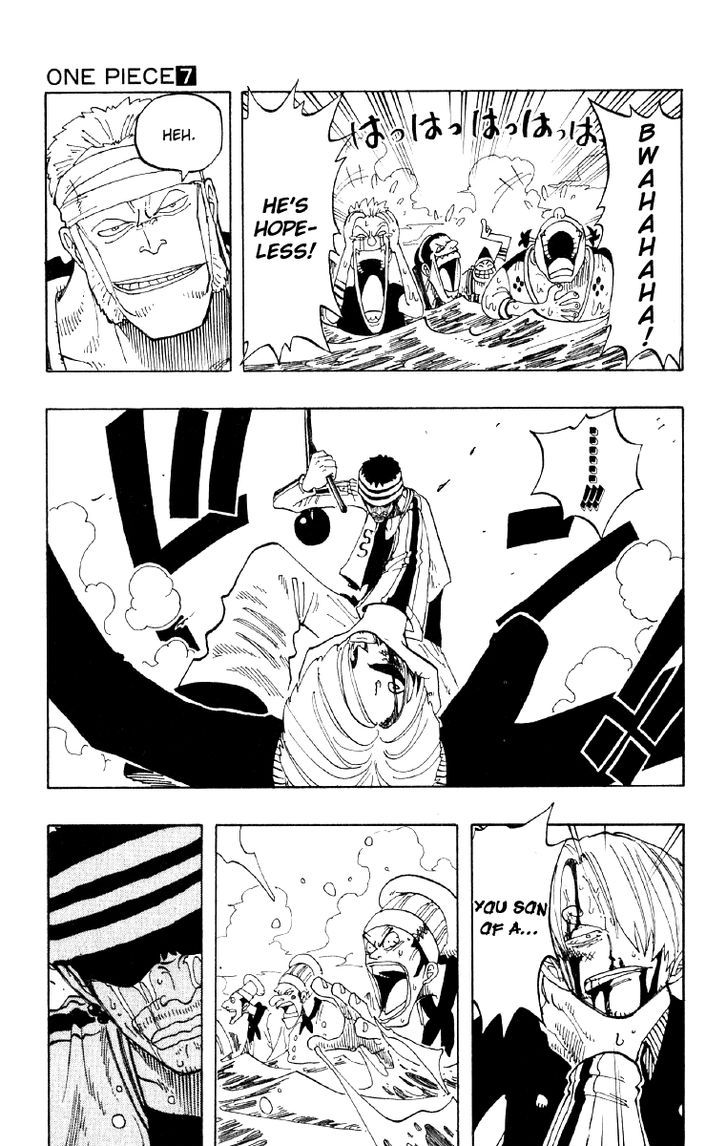 ONE PIECE 7
BWAHAHAHAHA!
はっはっはっはっは
HE'S
HOPE-
LESS!
HEH.
......!!!
YOU SON
OF A...